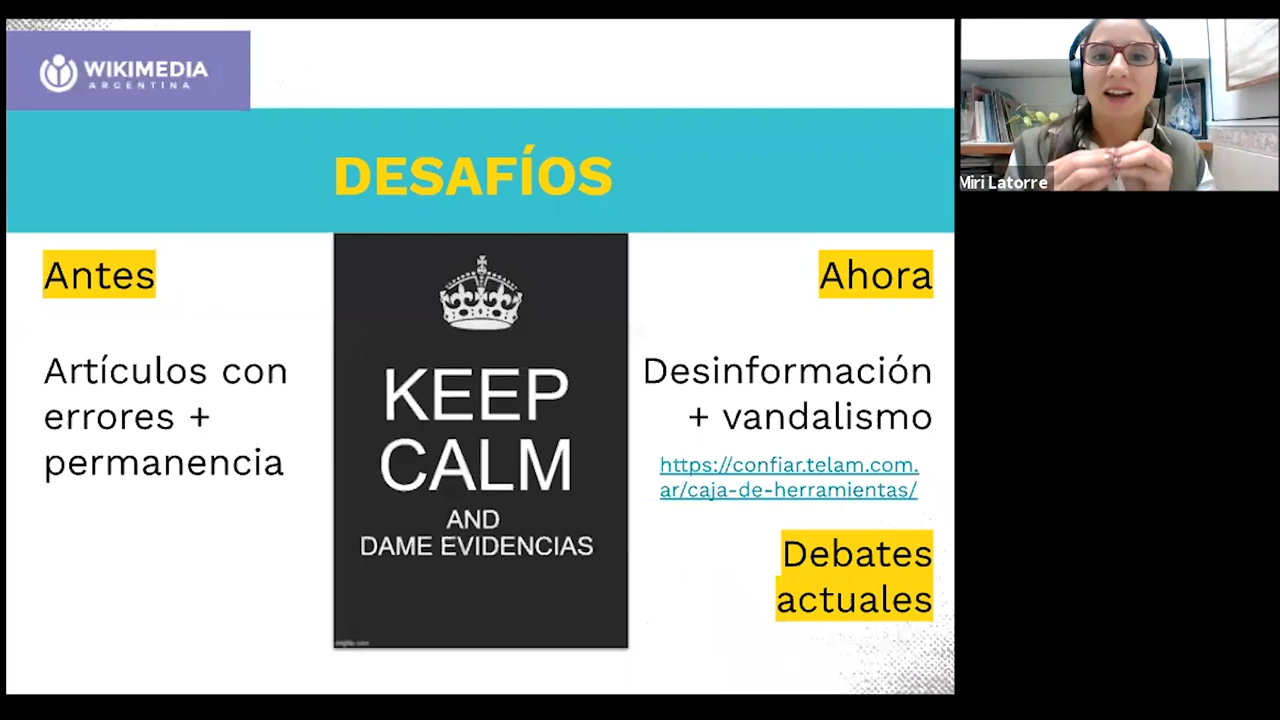 WIKIMEDIA
ARGENTINA
DESAFÍOS
Antes
Artículos con
errores +
permanencia
KEEP
CALM
AND
DAME EVIDENCIAS
Ahora
Desinformación
+ vandalismo
https://confiar.telam.com.
ar/caja-de-herramientas/
Debates
actuales
Miri Latorre